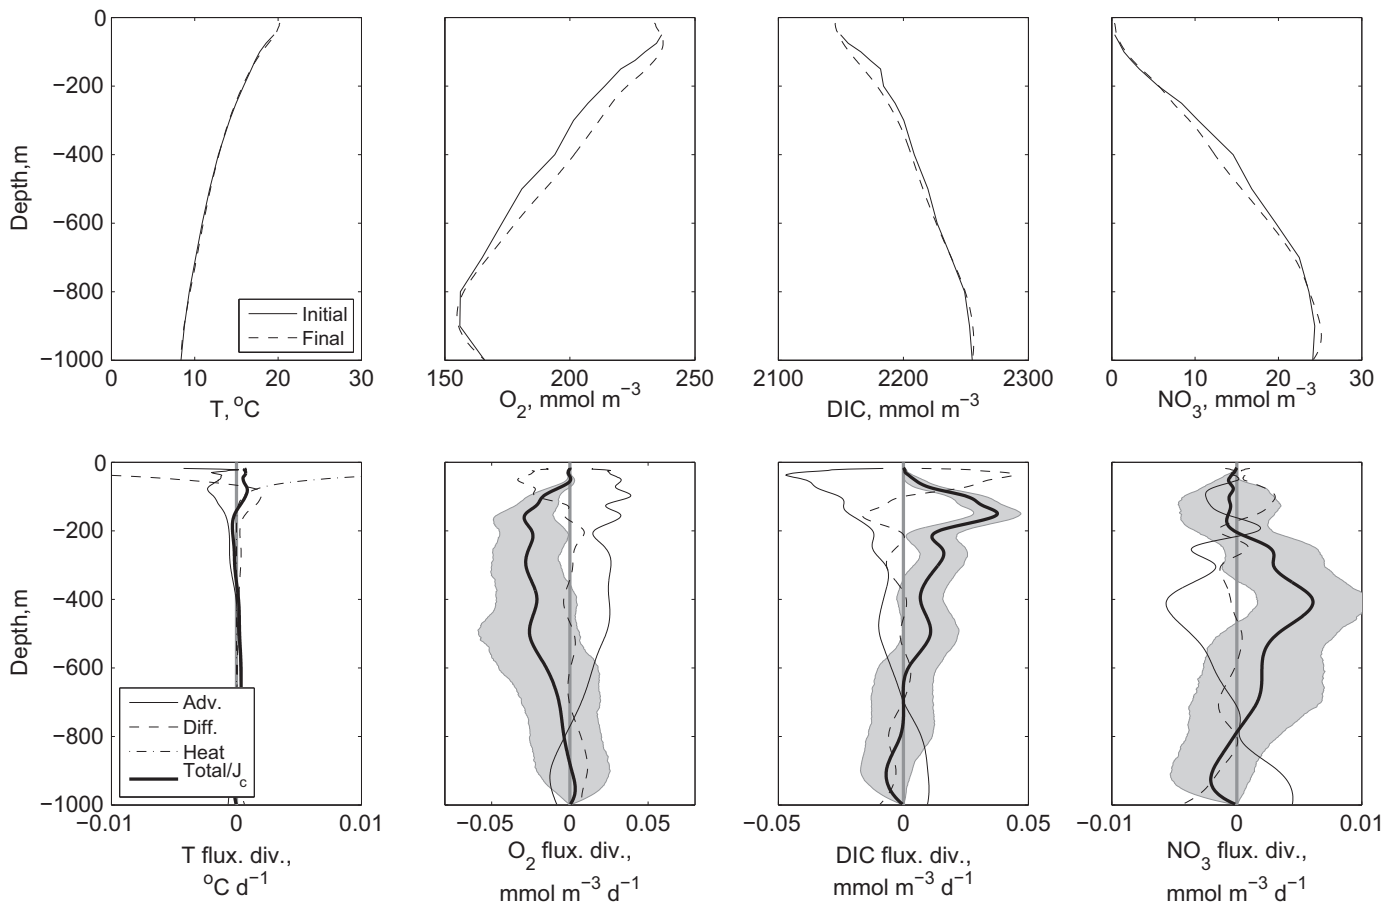 0
−200
−400
−600
−800
−1000
Depth,m
Initial
Final
0 10 20 30
T, °C
150 200 250
O₂, mmol m⁻³
2100 2200 2300
DIC, mmol m⁻³
0 10 20 30
NO₃, mmol m⁻³
0
−200
−400
−600
−800
−1000
Depth,m
Adv.
Diff.
Heat
Total/J_c
−0.01 0 0.01
T flux. div.,
°C d⁻¹
−0.05 0 0.05
O₂ flux. div.,
mmol m⁻³ d⁻¹
−0.05 0 0.05
DIC flux. div.,
mmol m⁻³ d⁻¹
−0.01 0 0.01
NO₃ flux. div.,
mmol m⁻³ d⁻¹